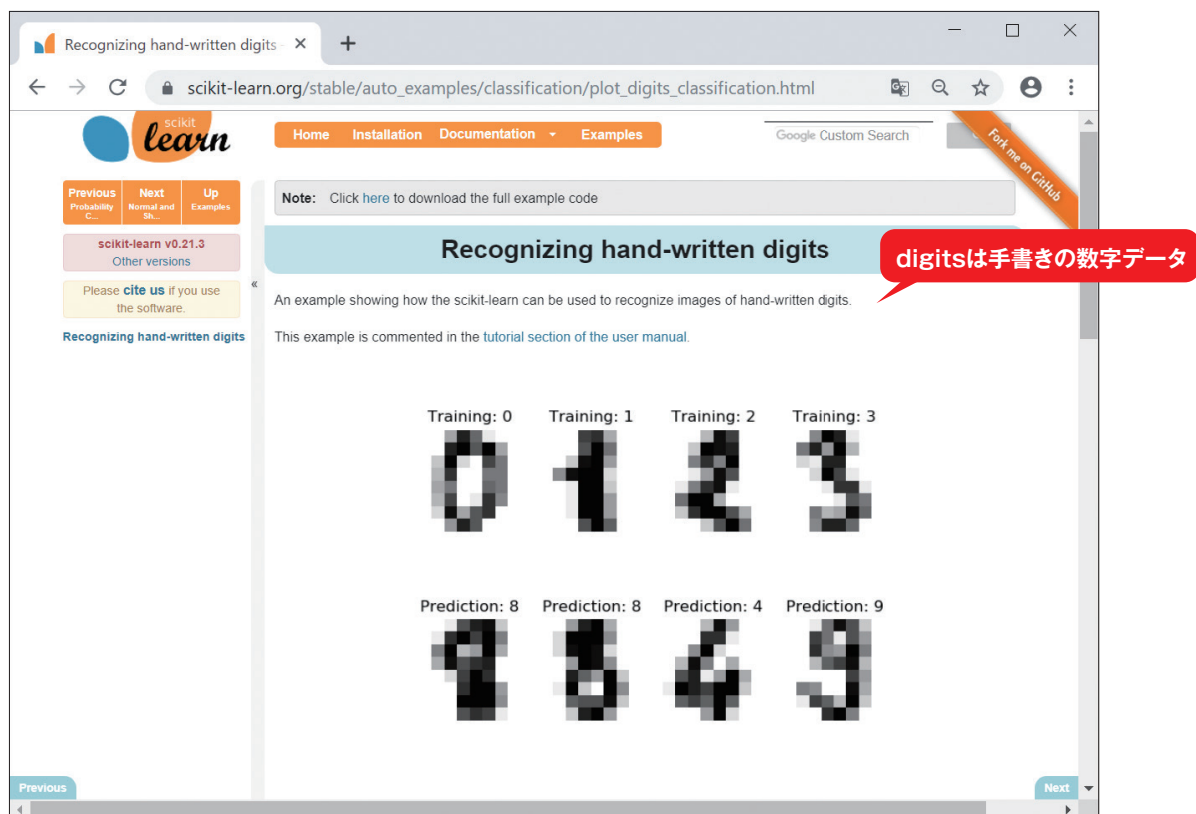 Recognizing hand-written digits
scikit-learn.org/stable/auto_examples/classification/plot_digits_classification.html
scikit
learn
Home Installation Documentation Examples
Google Custom Search
Fork me on GitHub
Previous
Probability
C...
Next
Normal and
Sh...
Up
Examples
Note: Click here to download the full example code
scikit-learn v0.21.3
Other versions
Please cite us if you use
the software.
Recognizing hand-written digits
«
Recognizing hand-written digits
digitsは手書きの数字データ
An example showing how the scikit-learn can be used to recognize images of hand-written digits.
This example is commented in the tutorial section of the user manual.
Training: 0 Training: 1 Training: 2 Training: 3
Prediction: 8 Prediction: 8 Prediction: 4 Prediction: 9
Previous
Next